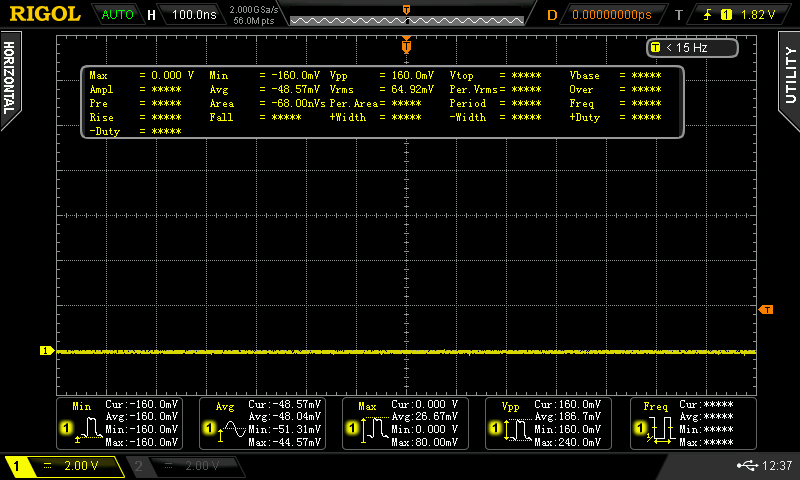 RIGOL AUTO H 100.0ns 2.000GSa/s 56.0Mpts T D 0.00000000ps T 1 1.82 V
HORIZONTAL
UTILITY
T
T < 15 Hz
Max = 0.000 V Min = -160.0mV Vpp = 160.0mV Vtop = ***** Vbase = *****
Ampl = ***** Avg = -48.57mV Vrms = 64.92mV Per.Vrms= ***** Over = *****
Pre = ***** Area = -68.00nVs Per.Area= ***** Period = ***** Freq = *****
Rise = ***** Fall = ***** +Width = ***** -Width = ***** +Duty = *****
-Duty = *****
T
1
Min
1
Cur:-160.0mV
Avg:-160.0mV
Min:-160.0mV
Max:-160.0mV
Avg
1
Cur:-48.57mV
Avg:-48.04mV
Min:-51.31mV
Max:-44.57mV
Max
1
Cur:0.000 V
Avg:26.67mV
Min:0.000 V
Max:80.00mV
Vpp
1
Cur:160.0mV
Avg:186.7mV
Min:160.0mV
Max:240.0mV
Freq
1
Cur:*****
Avg:*****
Min:*****
Max:*****
1 2.00 V 2 2.00 V 12:37